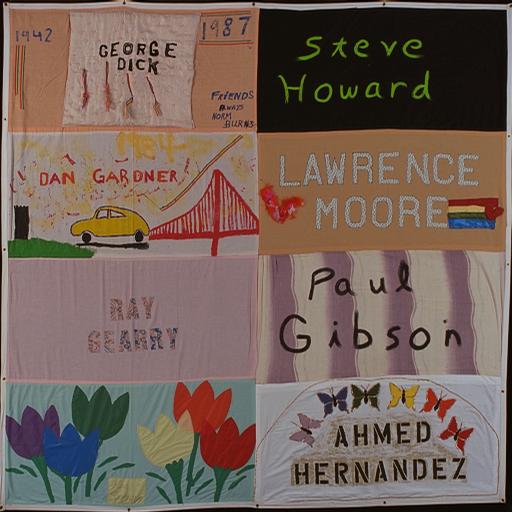 1942
GEORGE
DICK
1987
FRIENDS
ALWAYS
NORM
BURNS
Steve
Howard
1984
DAN GARDNER
LAWRENCE
MOORE
RAY
GEARRY
Paul
Gibson
AHMED
HERNANDEZ